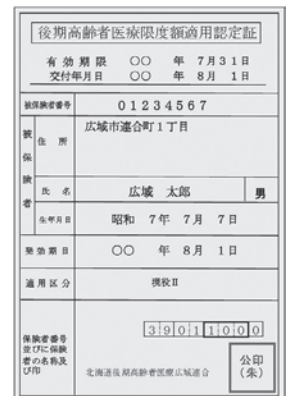 後期高齢者医療限度額適用認定証
有効期限 〇〇 年 7月31日
交付年月日 〇〇 年 8月 1日
被保険者番号 01234567
被保険者
住所 広域市連合町1丁目
氏名 広域 太郎 男
生年月日 昭和 7年 7月 7日
発効期日 〇〇 年 8月 1日
適用区分 現役Ⅱ
保険者番号並びに保険者の名称及び印 39011000
北海道後期高齢者医療広域連合
公印
(朱)